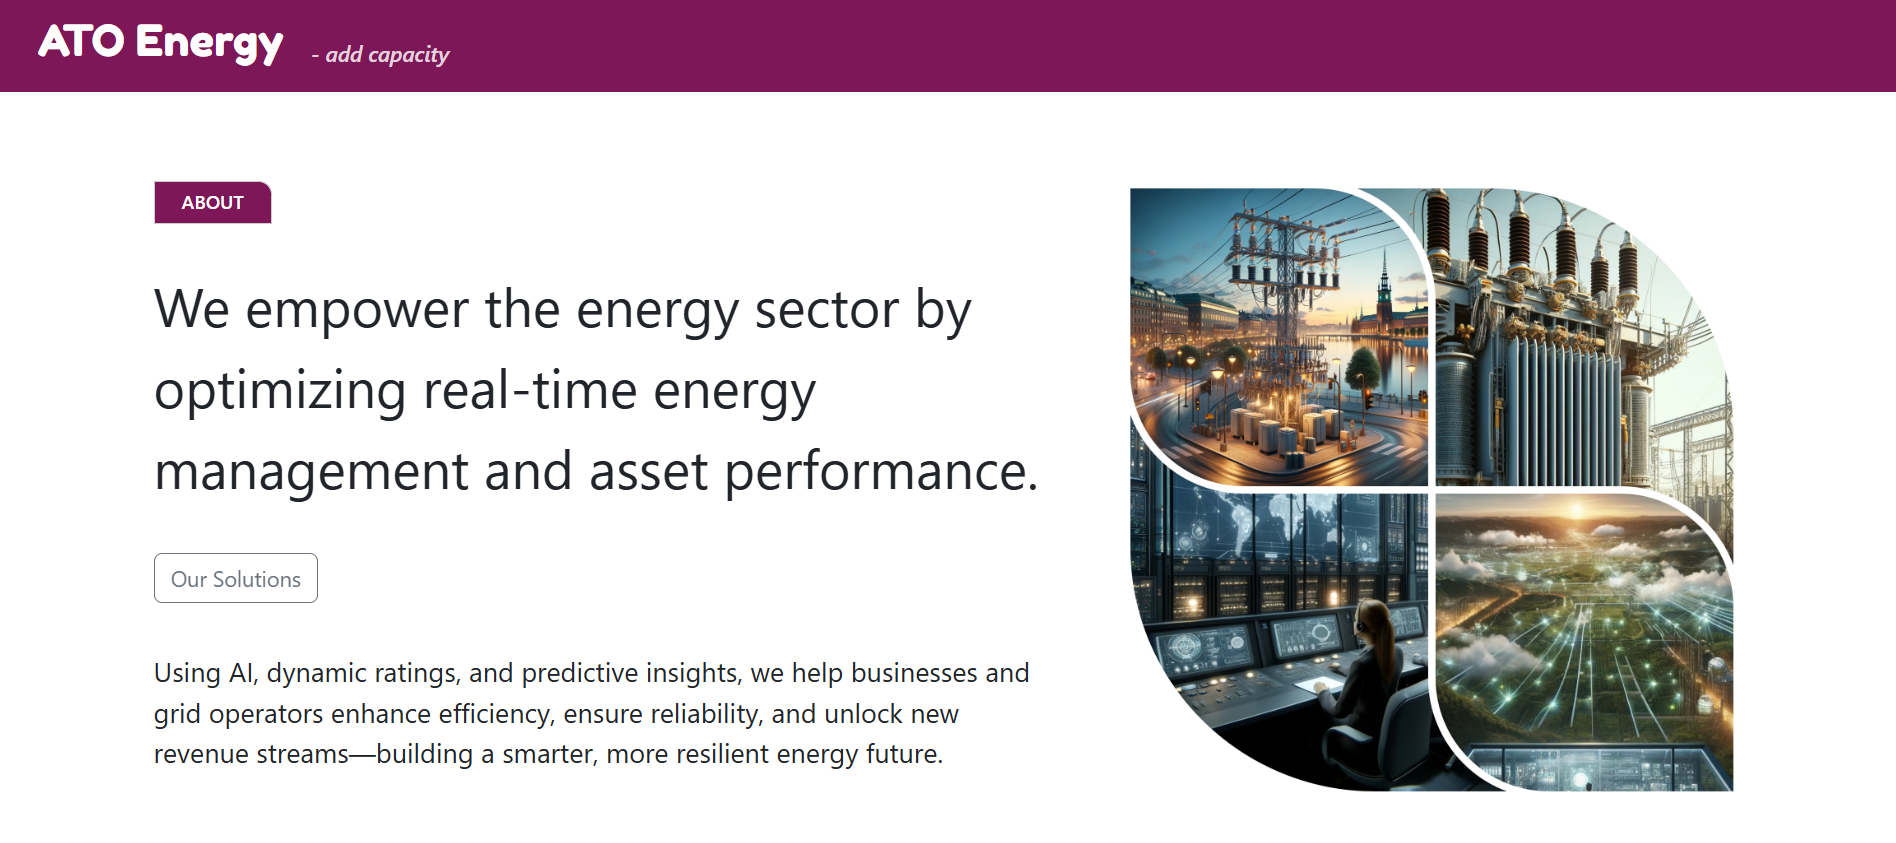 ATO Energy - add capacity
ABOUT
We empower the energy sector by
optimizing real-time energy
management and asset performance.
Our Solutions
Using AI, dynamic ratings, and predictive insights, we help businesses and
grid operators enhance efficiency, ensure reliability, and unlock new
revenue streams—building a smarter, more resilient energy future.